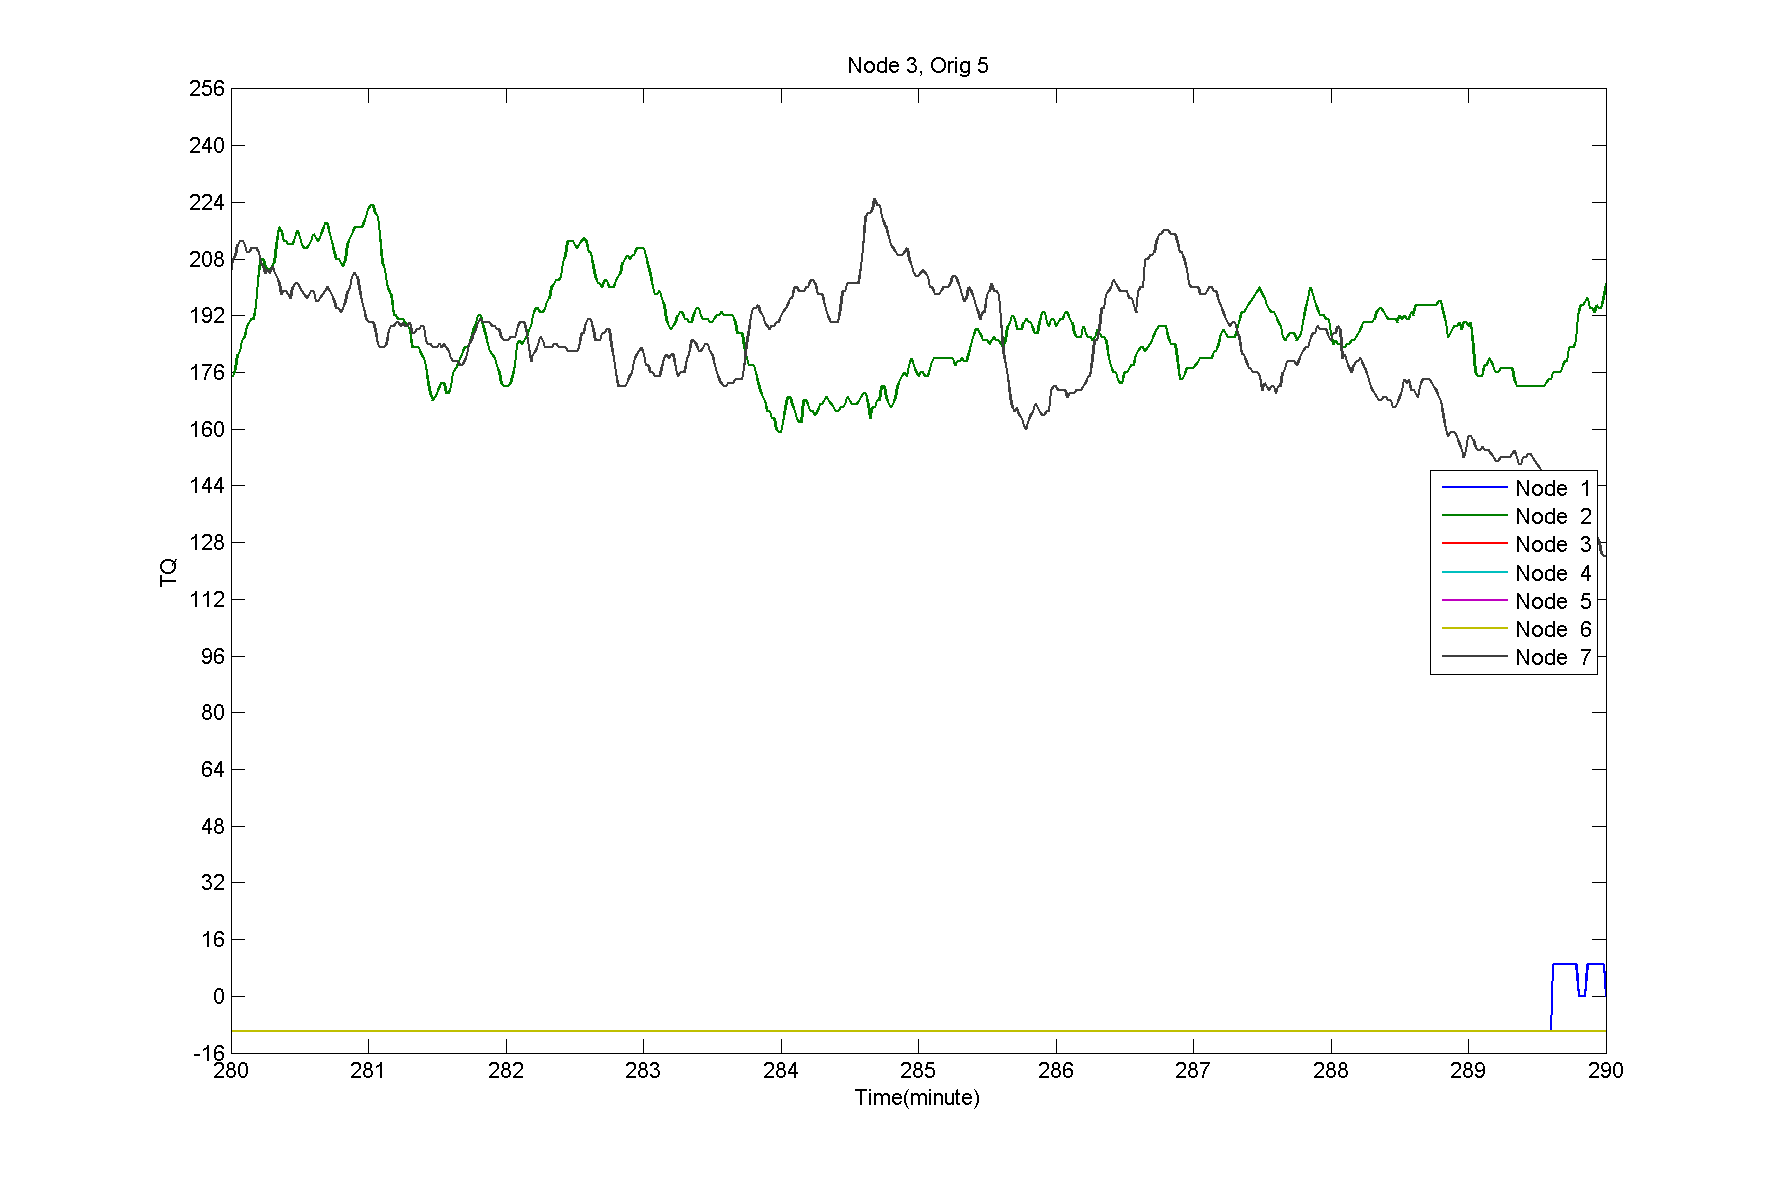 Node 3, Orig 5
256
240
224
208
192
176
160
144
128
112
96
80
64
48
32
16
0
-16
TQ
Node 1
Node 2
Node 3
Node 4
Node 5
Node 6
Node 7
280 281 282 283 284 285 286 287 288 289 290
Time(minute)